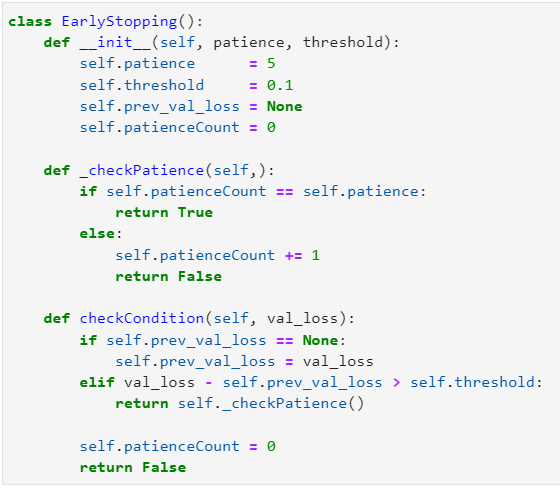 class EarlyStopping():
    def __init__(self, patience, threshold):
        self.patience      = 5
        self.threshold     = 0.1
        self.prev_val_loss = None
        self.patienceCount = 0

    def _checkPatience(self,):
        if self.patienceCount == self.patience:
            return True
        else:
            self.patienceCount += 1
            return False

    def checkCondition(self, val_loss):
        if self.prev_val_loss == None:
            self.prev_val_loss = val_loss
        elif val_loss - self.prev_val_loss > self.threshold:
            return self._checkPatience()

        self.patienceCount = 0
        return False